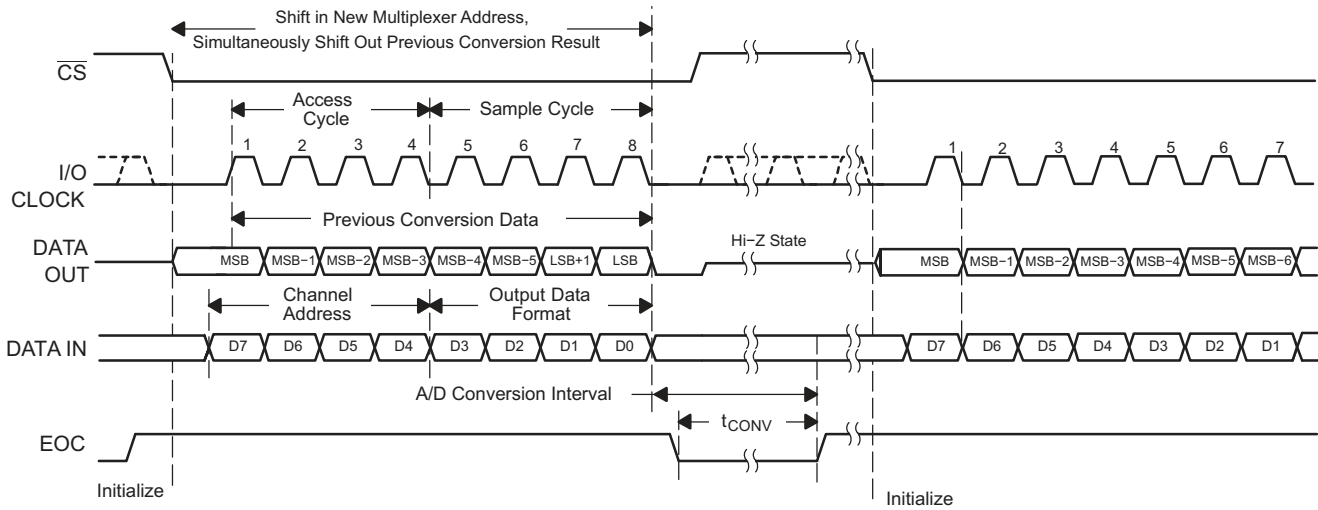 Shift in New Multiplexer Address,
Simultaneously Shift Out Previous Conversion Result
CS
Access
Cycle
Sample Cycle
1 2 3 4 5 6 7 8 1 2 3 4 5 6 7
I/O
CLOCK
Previous Conversion Data
DATA
OUT
MSB MSB−1 MSB−2 MSB−3 MSB−4 MSB−5 LSB+1 LSB Hi−Z State MSB MSB−1 MSB−2 MSB−3 MSB−4 MSB−5 MSB−6
Channel
Address
Output Data
Format
DATA IN D7 D6 D5 D4 D3 D2 D1 D0 D7 D6 D5 D4 D3 D2 D1
A/D Conversion Interval
tCONV
EOC
Initialize Initialize